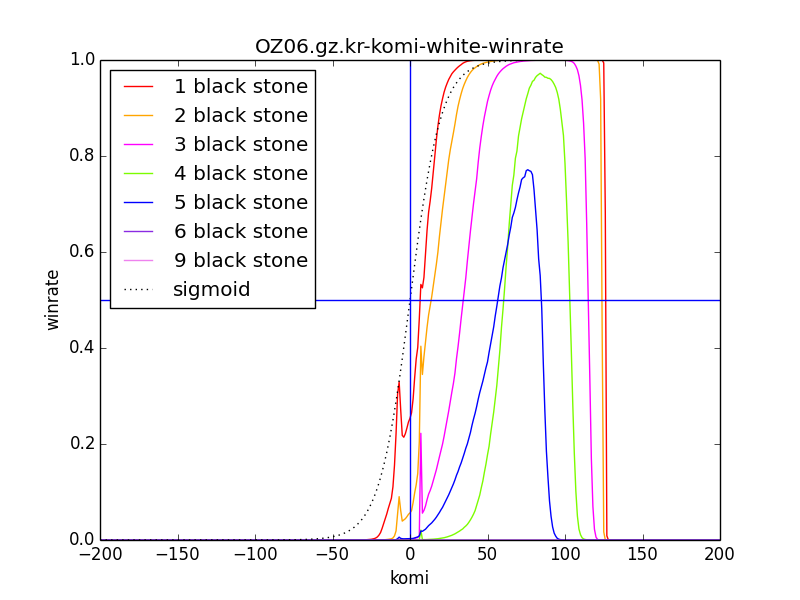 OZ06.gz.kr-komi-white-winrate
1.0
0.8
0.6
0.4
0.2
0.0
winrate
1 black stone
2 black stone
3 black stone
4 black stone
5 black stone
6 black stone
9 black stone
sigmoid
−200 −150 −100 −50 0 50 100 150 200
komi